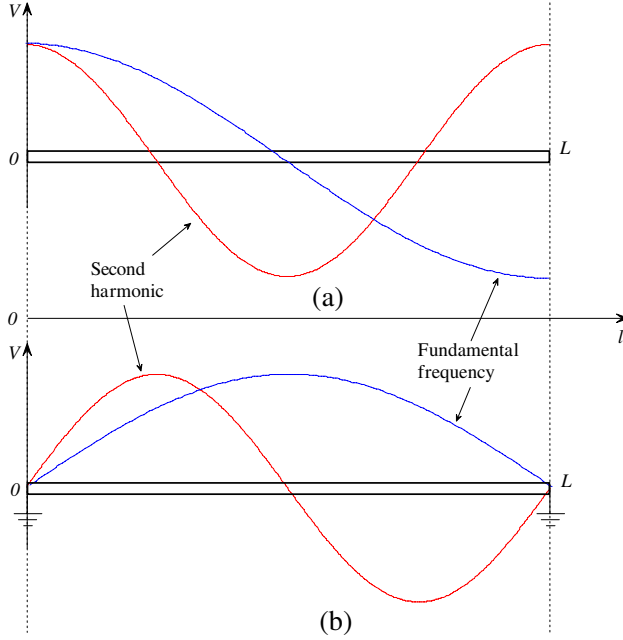 V
0
L
Second
harmonic
(a)
0
l
V
Fundamental
frequency
0
L
(b)